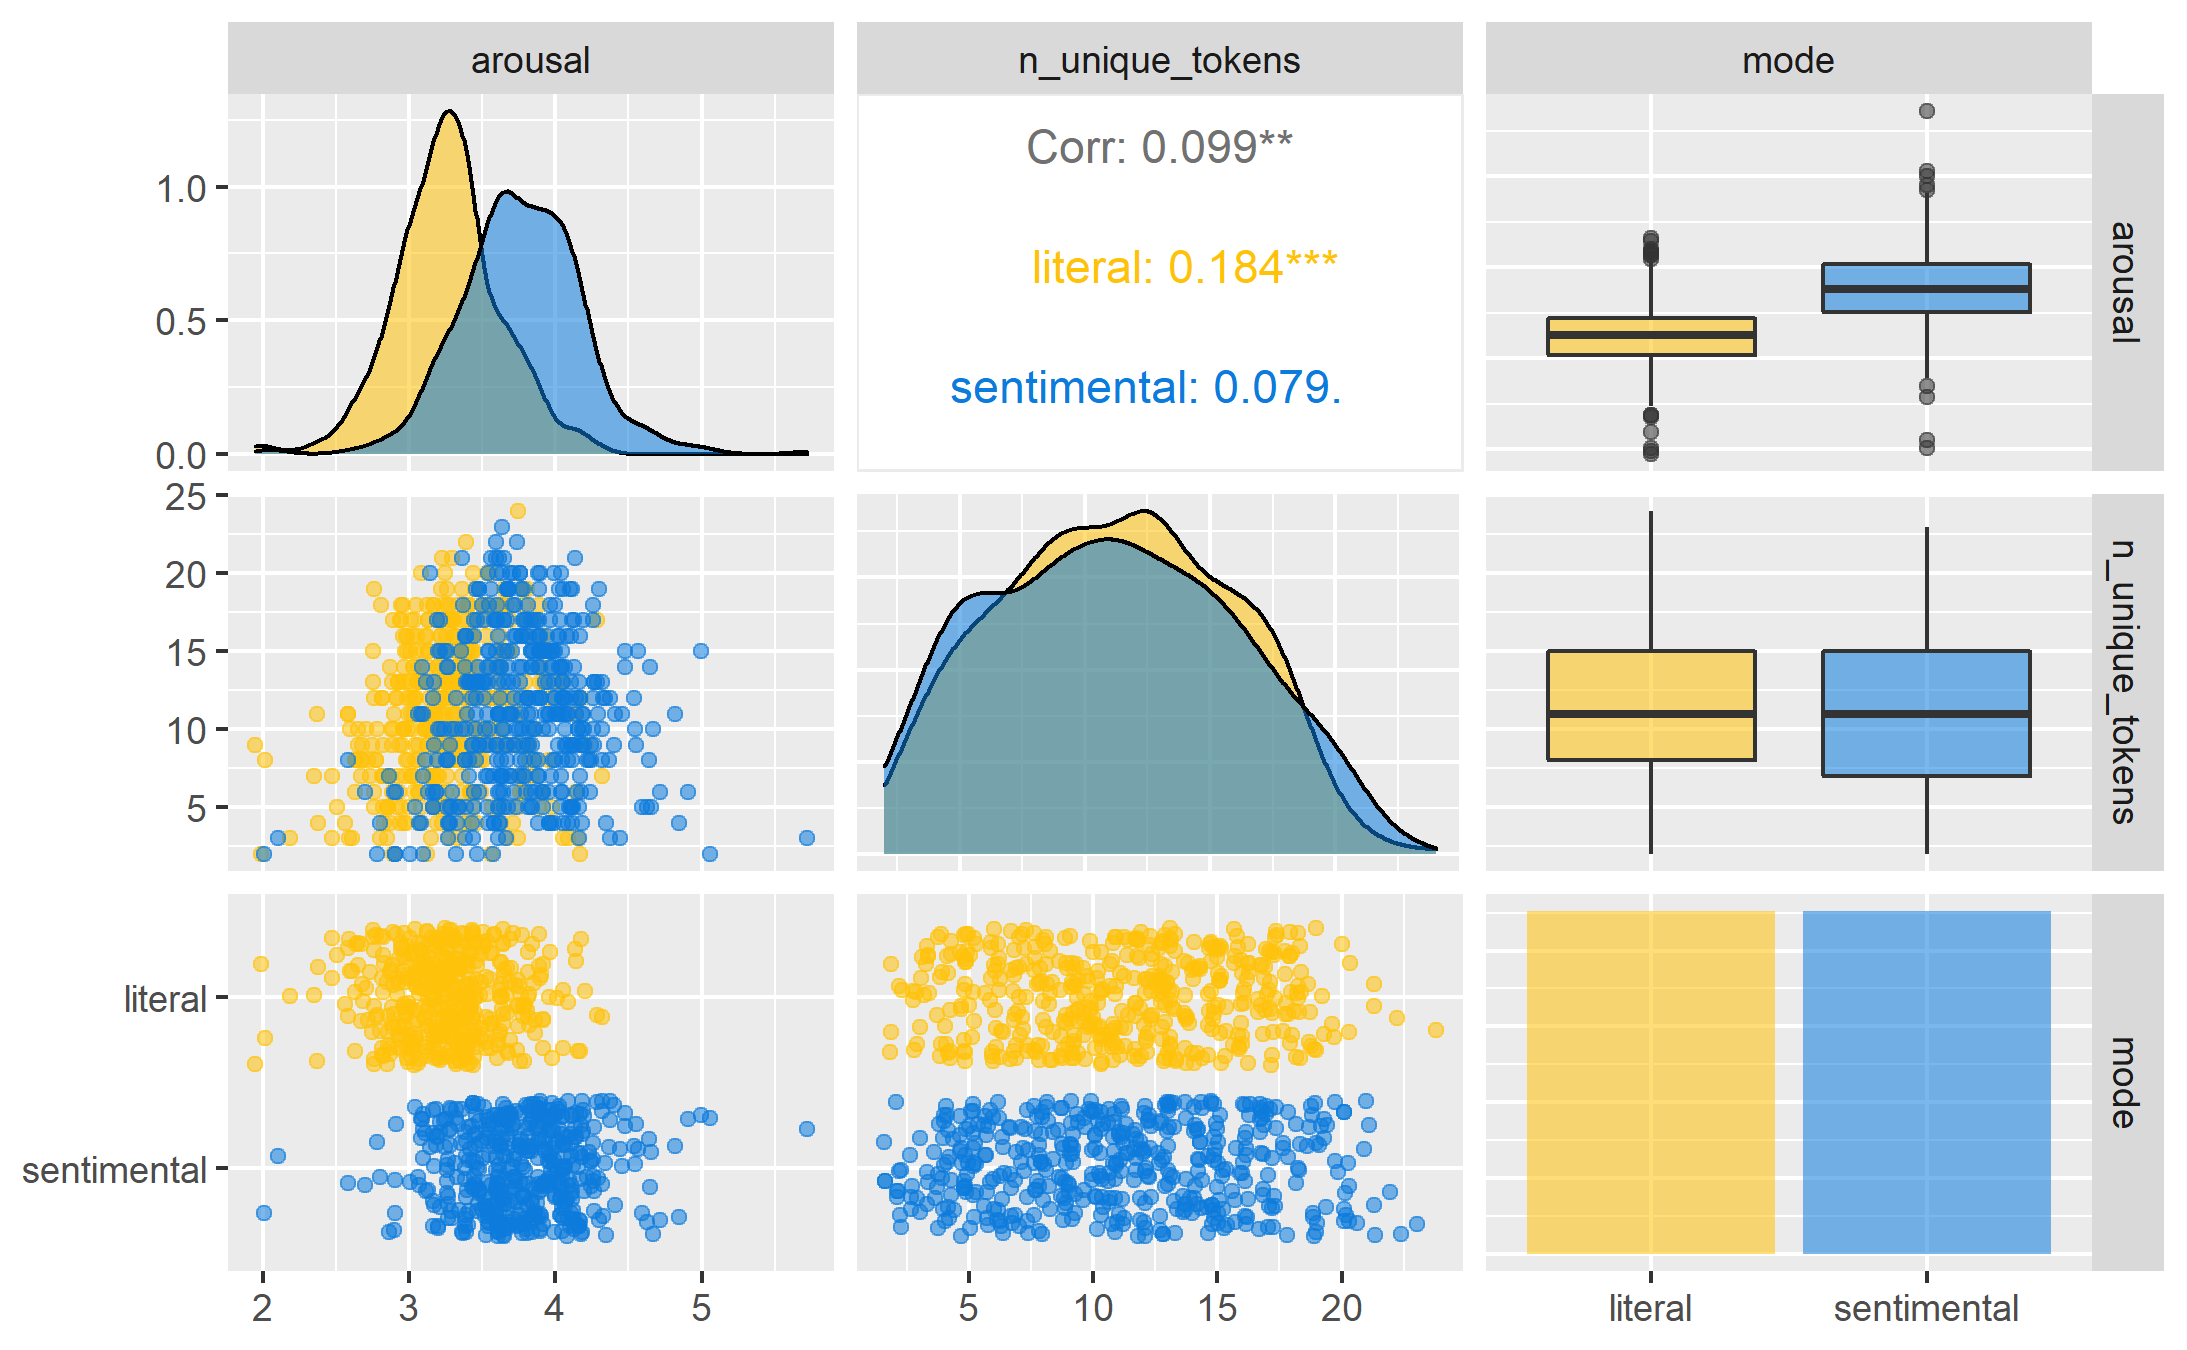 arousal
n_unique_tokens
mode
1.0
0.5
0.0
Corr: 0.099**
literal: 0.184***
sentimental: 0.079.
arousal
25
20
15
10
5
n_unique_tokens
literal
sentimental
mode
2
3
4
5
5
10
15
20
literal
sentimental